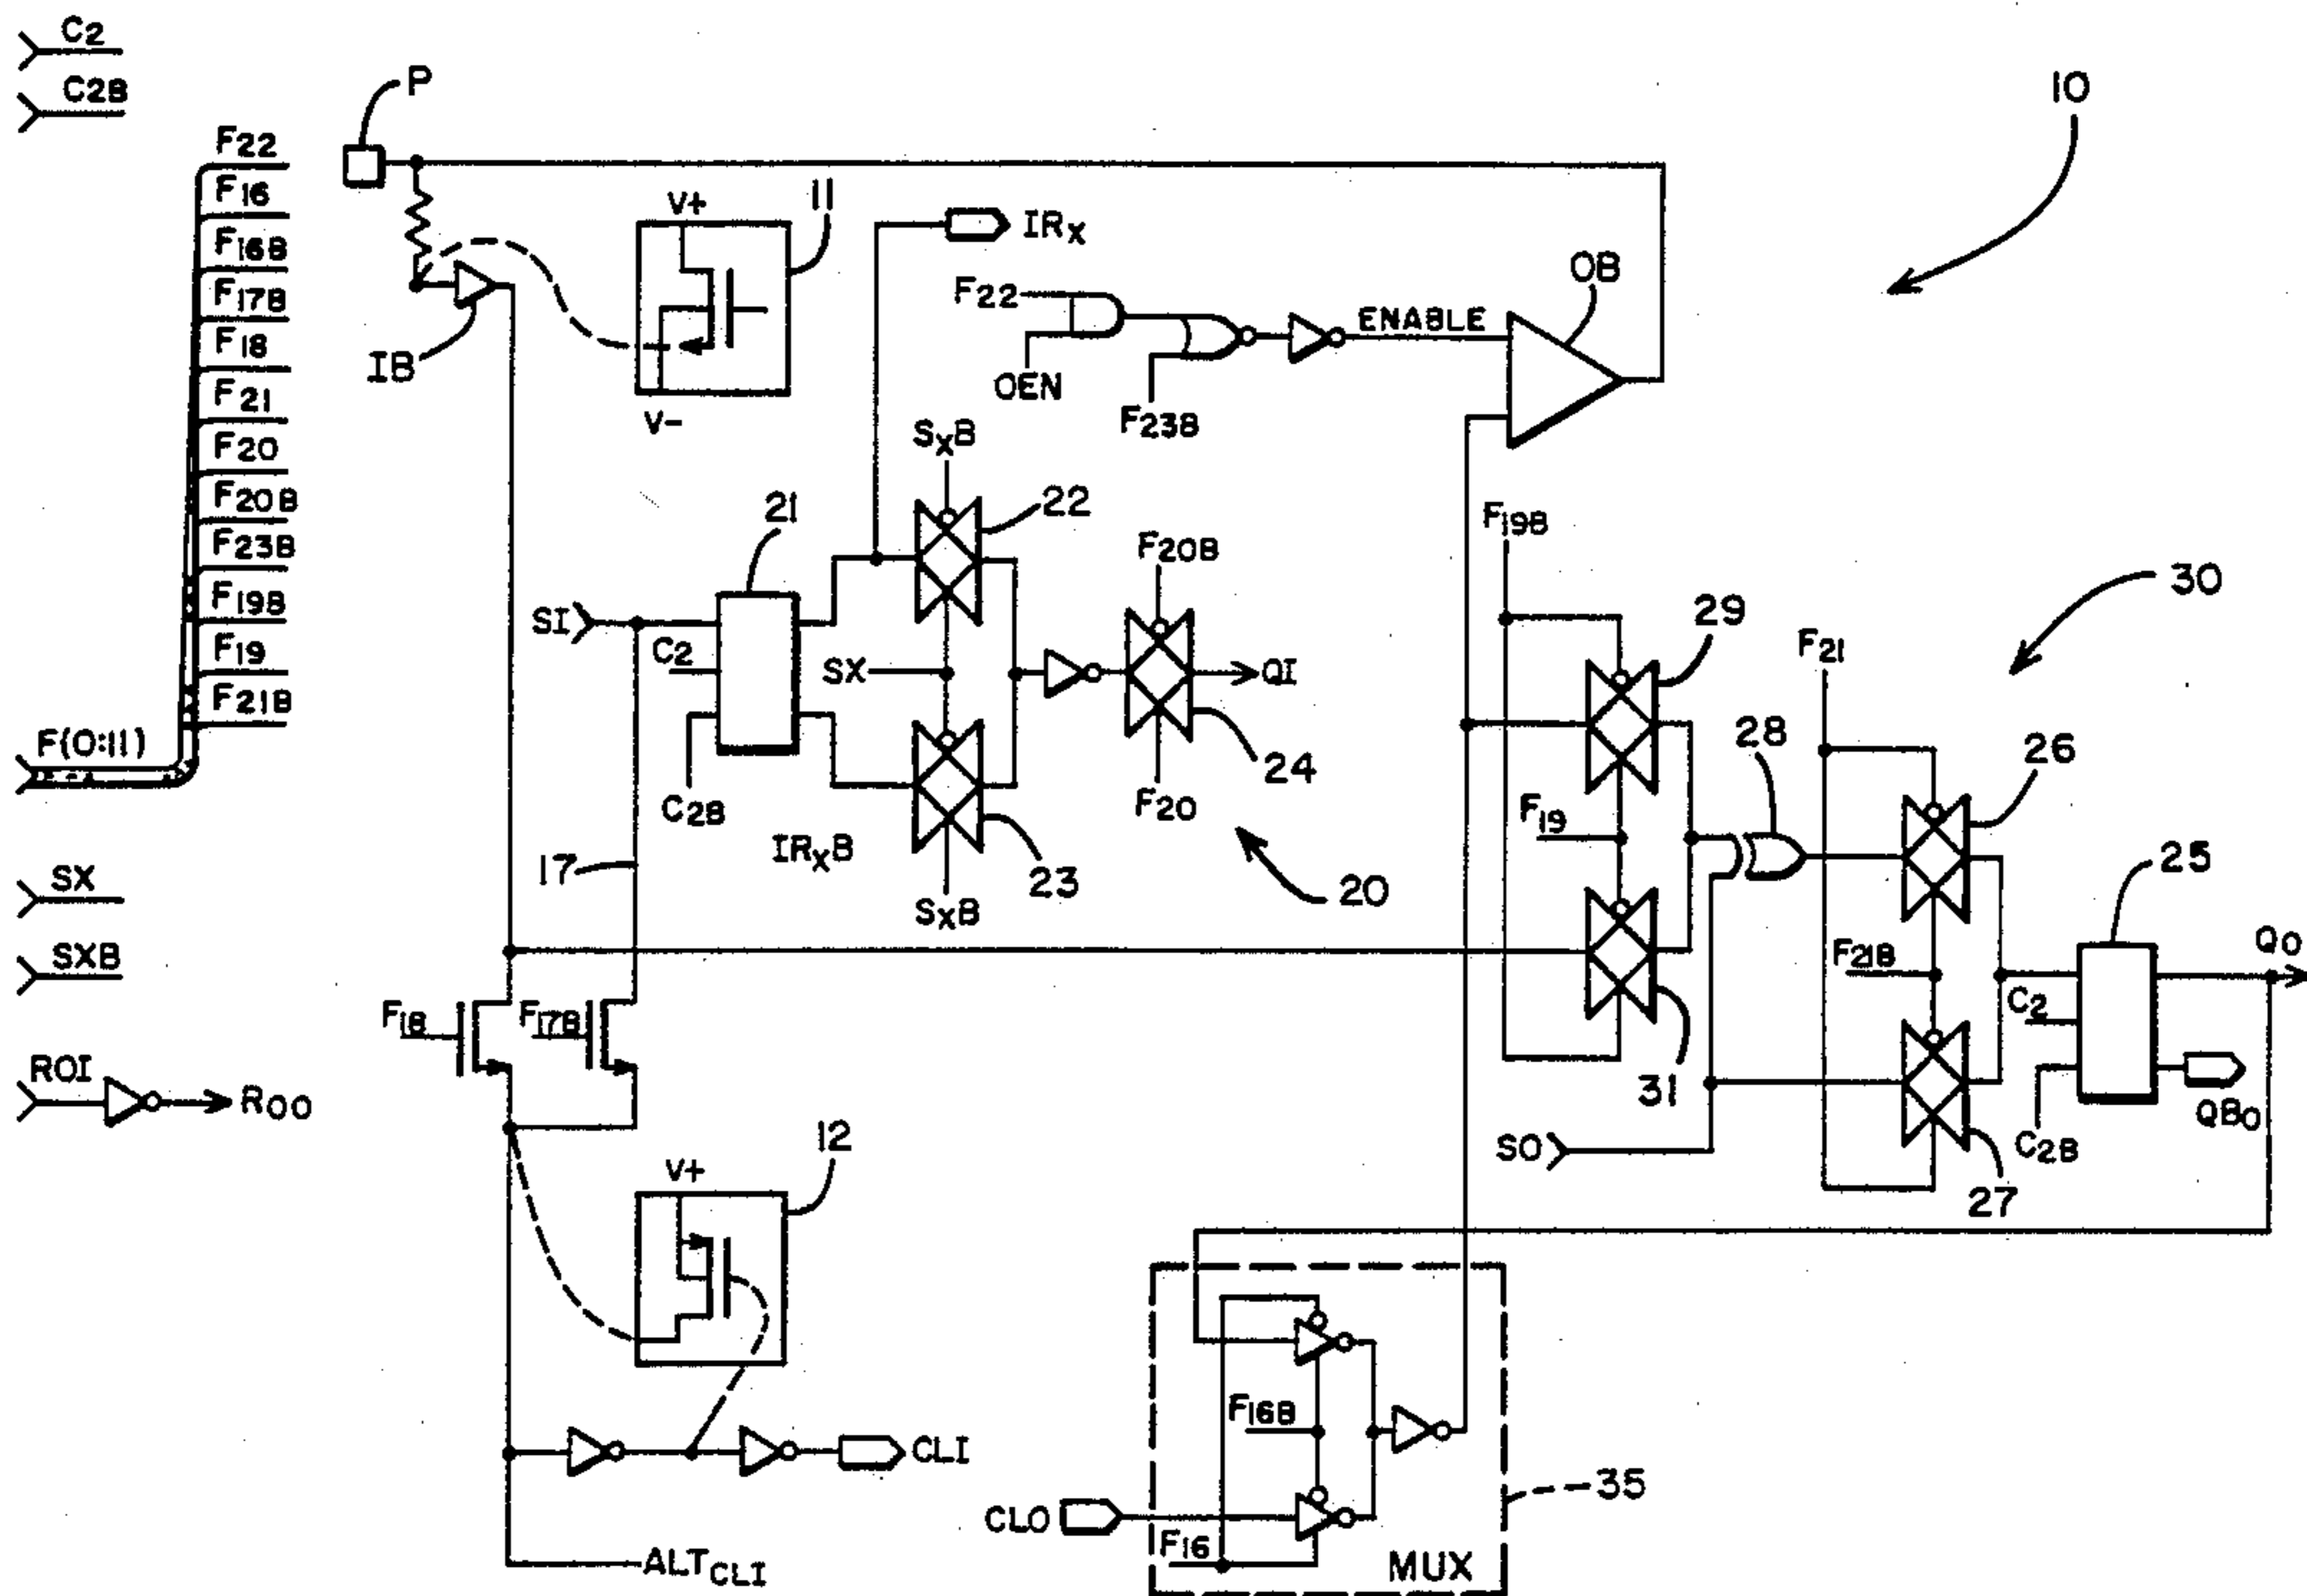 C2
C2B
P
10
F22
F16
F16B
F17B
F18
F21
F20
F20B
F23B
F19B
F19
F21B
F(0:11)
V+
11
IRX
IB
V-
F22
OEN
F23B
ENABLE
OB
SXB
21
22
SI
C2
C2B
SX
F20B
QI
24
F20
20
IRXB
23
SXB
17
F19B
29
F21
30
28
26
F19
25
F21B
Q0
C2
31
QB0
SO
C2B
27
SX
SXB
F18
F17B
ROI
R00
12
V+
CLI
F16B
35
CLO
F16
MUX
ALTCLI